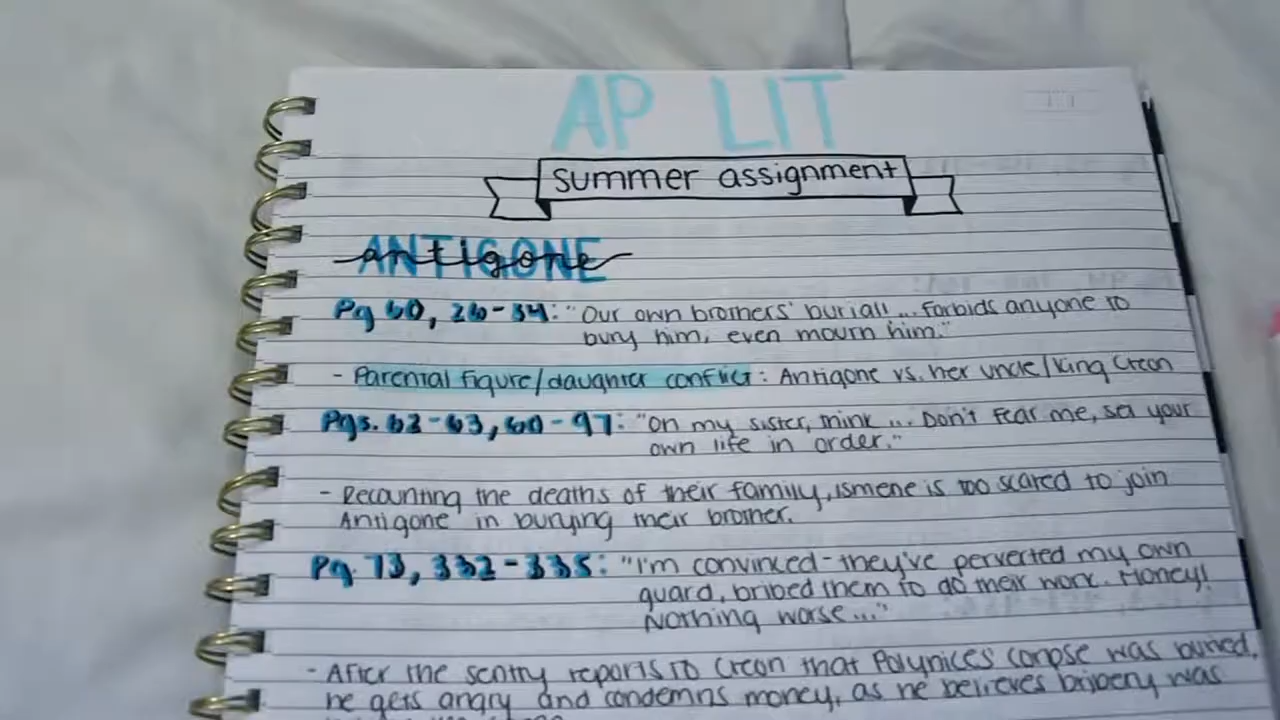 AP LIT
summer assignment
ANTIGONE
antigone
Pg 60, 26-34: "Our own brothers' burial!... Forbids anyone to
bury him, even mourn him."
- Parental figure/daughter conflict: Antigone vs. her uncle/king Creon
Pgs. 62-63, 60-97: "Oh my sister, think ... Don't fear me, set your
own life in order."
- Recounting the deaths of their family, Ismene is too scared to join
Antigone in burying their brother.
Pg. 73, 332-335: "I'm convinced - they've perverted my own
guard, bribed them to do their work. Money!
Nothing worse..."
- After the sentry reports to Creon that Polynices' corpse was buried,
he gets angry and condemns money, as he believes bribery was